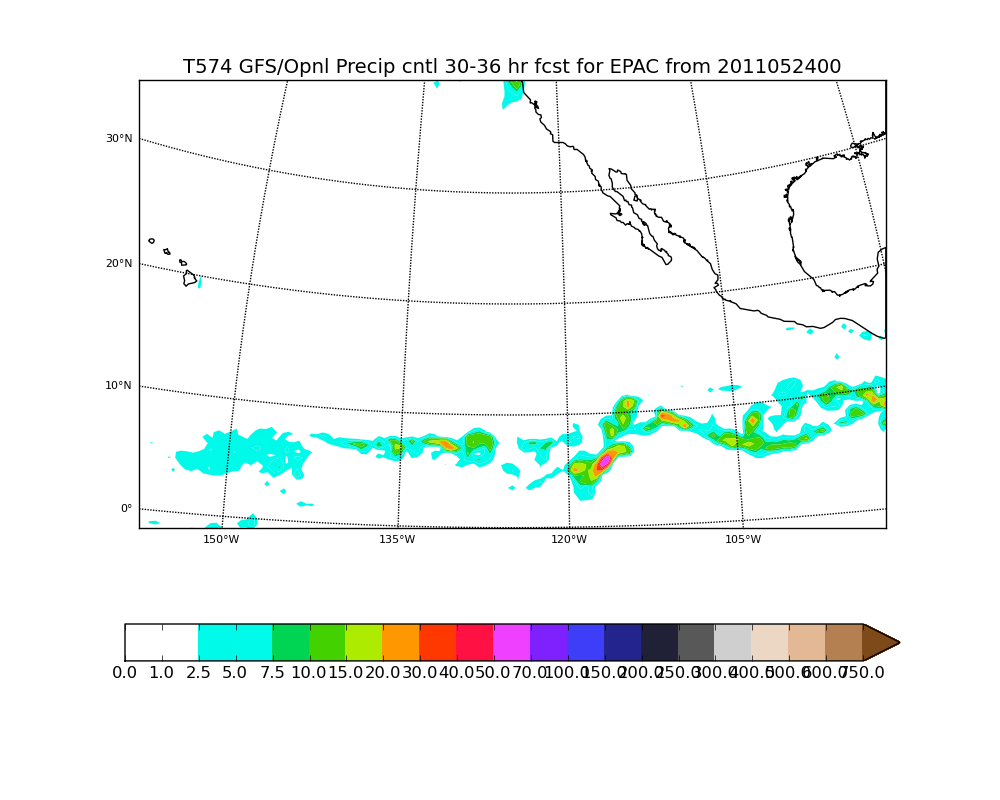 T574 GFS/Opnl Precip cntl 30-36 hr fcst for EPAC from 2011052400
30°N
20°N
10°N
0°
150°W 135°W 120°W 105°W
0.0 1.0 2.5 5.0 7.5 10.0 15.0 20.0 30.0 40.0 50.0 70.0 100.0 150.0 200.0 250.0 300.0 400.0 500.0 600.0 750.0